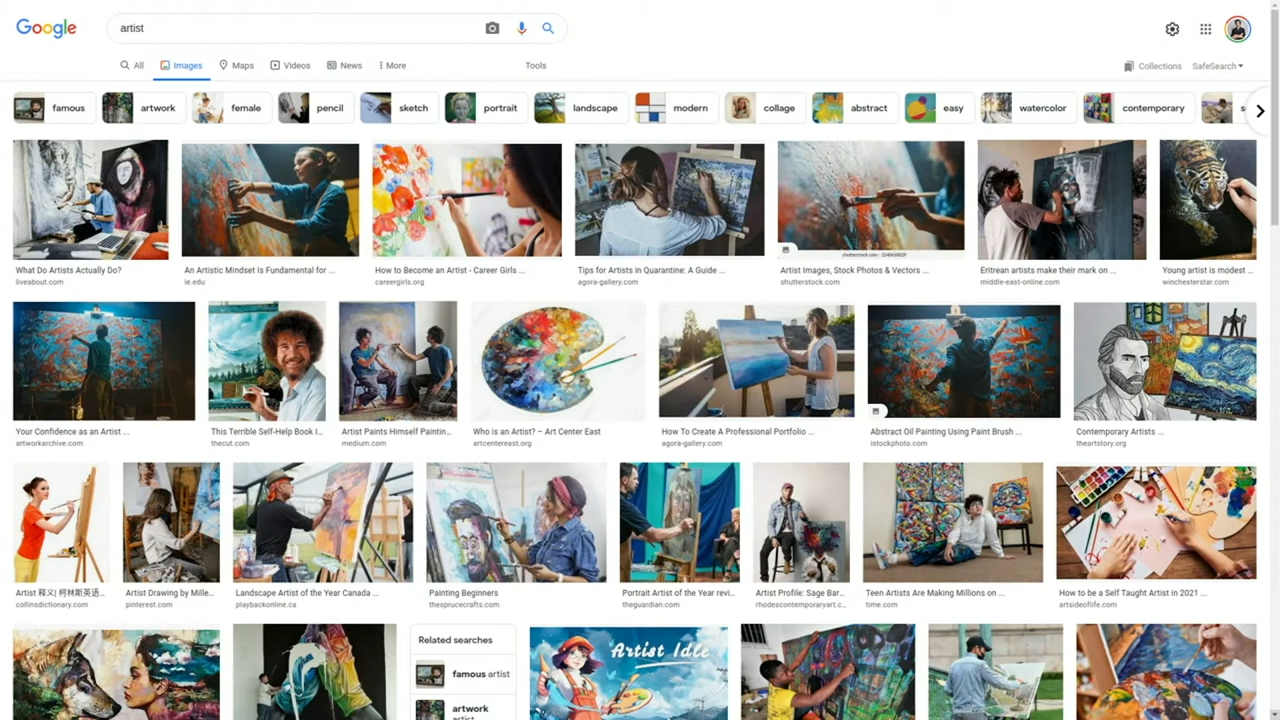 Google
artist
All
Images
Maps
Videos
News
More
Tools
Collections
SafeSearch
famous
artwork
female
pencil
sketch
portrait
landscape
modern
collage
abstract
easy
watercolor
contemporary
s
shutterstock.com
What Do Artists Actually Do?
liveabout.com
An Artistic Mindset Is Fundamental for ...
ie.edu
How to Become an Artist - Career Girls ...
careergirls.org
Tips for Artists in Quarantine: A Guide ...
agora-gallery.com
Artist Images, Stock Photos & Vectors ...
shutterstock.com
Eritrean artists make their mark on ...
middle-east-online.com
Young artist is modest ...
winchesterstar.com
Your Confidence as an Artist ...
artworkarchive.com
This Terrible Self-Help Book I...
thecut.com
Artist Paints Himself Paintin...
medium.com
Who is an Artist? – Art Center East
artcentereast.org
How To Create A Professional Portfolio ...
agora-gallery.com
Abstract Oil Painting Using Paint Brush ...
istockphoto.com
Contemporary Artists ...
theartstory.org
Artist 释义| 柯林斯英语...
collinsdictionary.com
Artist Drawing by Mille...
pinterest.com
Landscape Artist of the Year Canada ...
playbackonline.ca
Painting Beginners
thesprucecrafts.com
Portrait Artist of the Year revi...
theguardian.com
Artist Profile: Sage Bar...
rhodescontemporaryart.c...
Teen Artists Are Making Millions on ...
time.com
How to be a Self Taught Artist in 2021 ...
artsideoflife.com
Related searches
famous artist
artwork
artist
Artist Idle